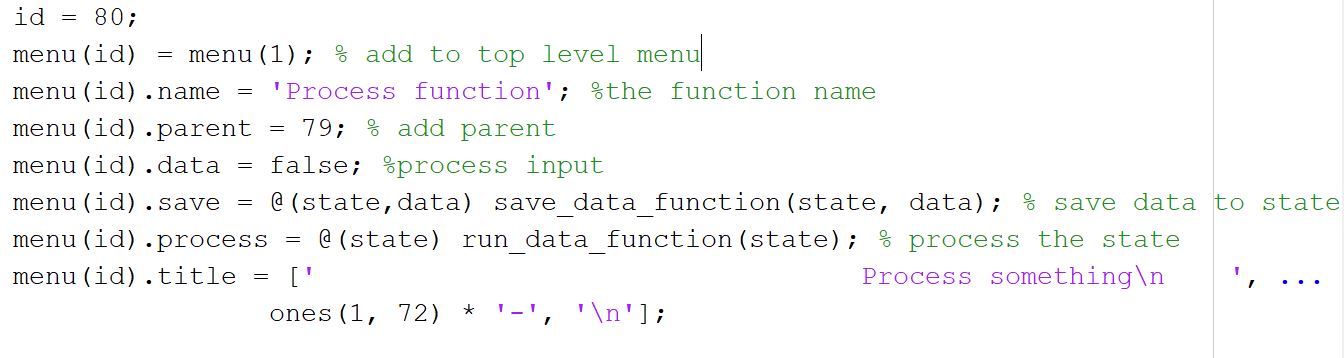 id = 80;
menu(id) = menu(1); % add to top level menu
menu(id).name = 'Process function'; %the function name
menu(id).parent = 79; % add parent
menu(id).data = false; %process input
menu(id).save = @(state,data) save_data_function(state, data); % save data to state
menu(id).process = @(state) run_data_function(state); % process the state
menu(id).title = ['                                  Process something\n    ', ...
                ones(1, 72) * '-', '\n'];